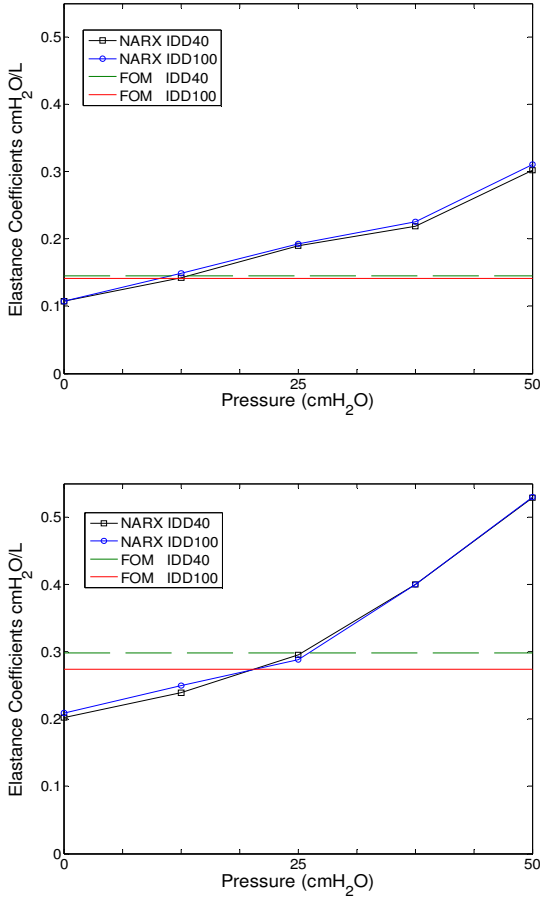 0.5
0.4
0.3
0.2
0.1
0
Elastance Coefficients cmH2O/L
NARX IDD40
NARX IDD100
FOM IDD40
FOM IDD100
0 25 50
Pressure (cmH2O)
0.5
0.4
0.3
0.2
0.1
0
Elastance Coefficients cmH2O/L
NARX IDD40
NARX IDD100
FOM IDD40
FOM IDD100
0 25 50
Pressure (cmH2O)